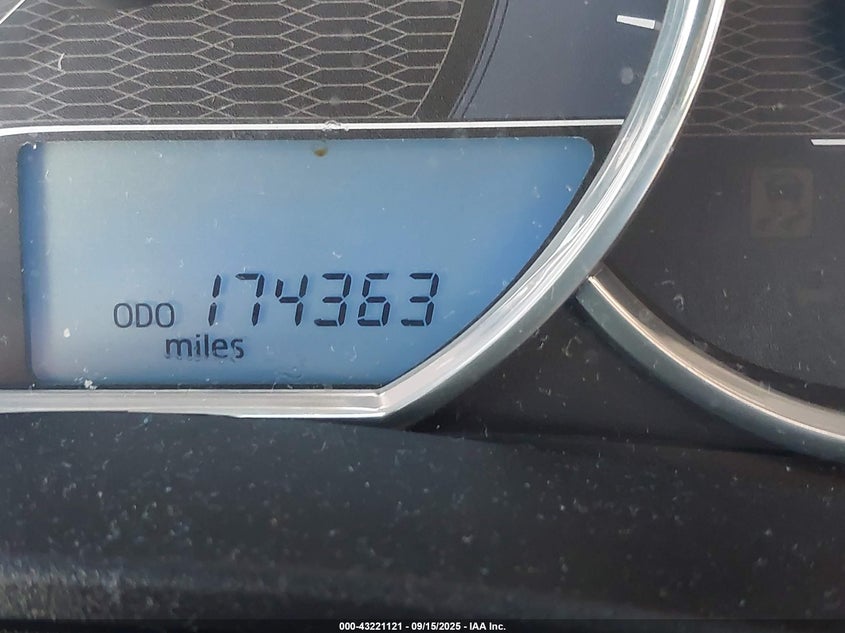 ODO 174363
miles
000-43221121 - 09/15/2025 - IAA Inc.